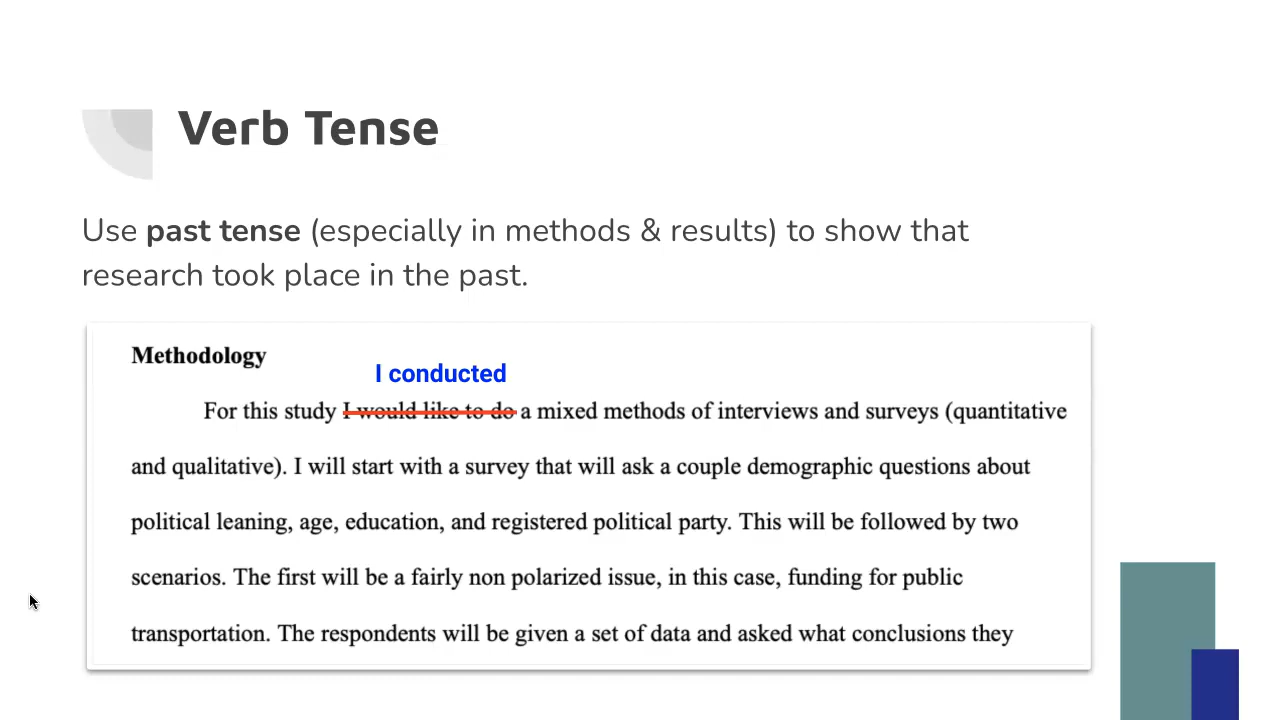 Verb Tense
Use past tense (especially in methods & results) to show that
research took place in the past.
Methodology
I conducted
For this study I would like to do a mixed methods of interviews and surveys (quantitative
and qualitative). I will start with a survey that will ask a couple demographic questions about
political leaning, age, education, and registered political party. This will be followed by two
scenarios. The first will be a fairly non polarized issue, in this case, funding for public
transportation. The respondents will be given a set of data and asked what conclusions they